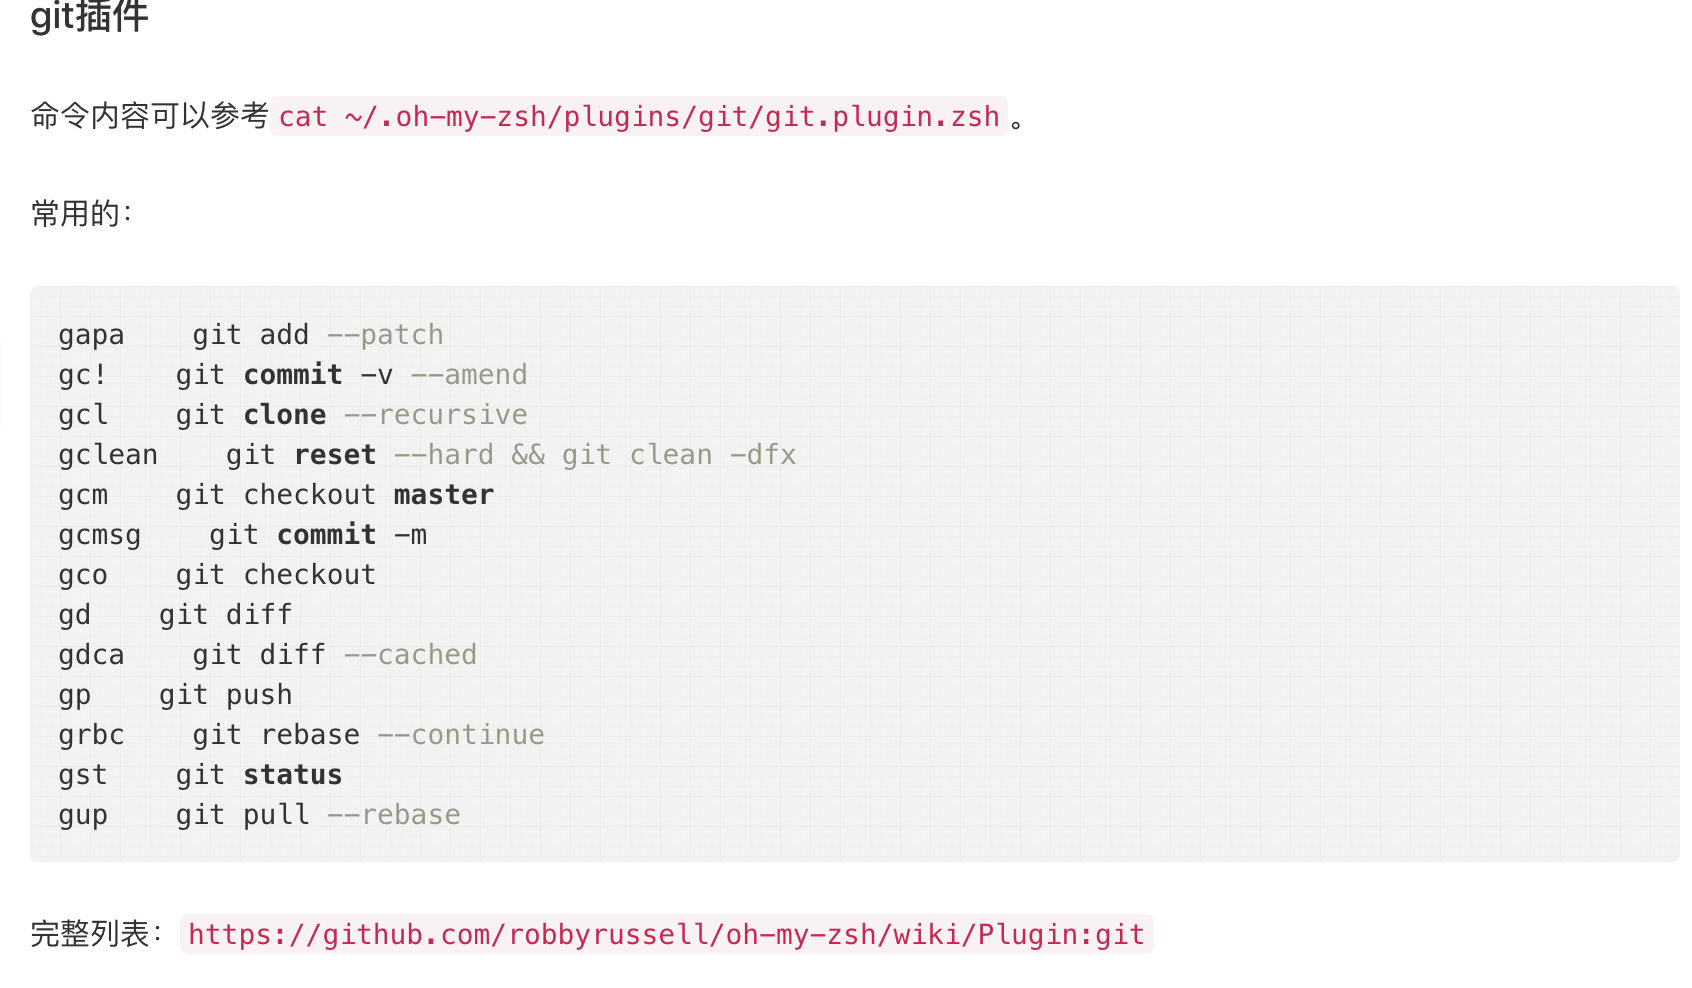 git插件
命令内容可以参考 cat ~/.oh-my-zsh/plugins/git/git.plugin.zsh 。
常用的：
gapa    git add --patch
gc!    git commit -v --amend
gcl    git clone --recursive
gclean    git reset --hard && git clean -dfx
gcm    git checkout master
gcmsg    git commit -m
gco    git checkout
gd    git diff
gdca    git diff --cached
gp    git push
grbc    git rebase --continue
gst    git status
gup    git pull --rebase
完整列表： https://github.com/robbyrussell/oh-my-zsh/wiki/Plugin:git